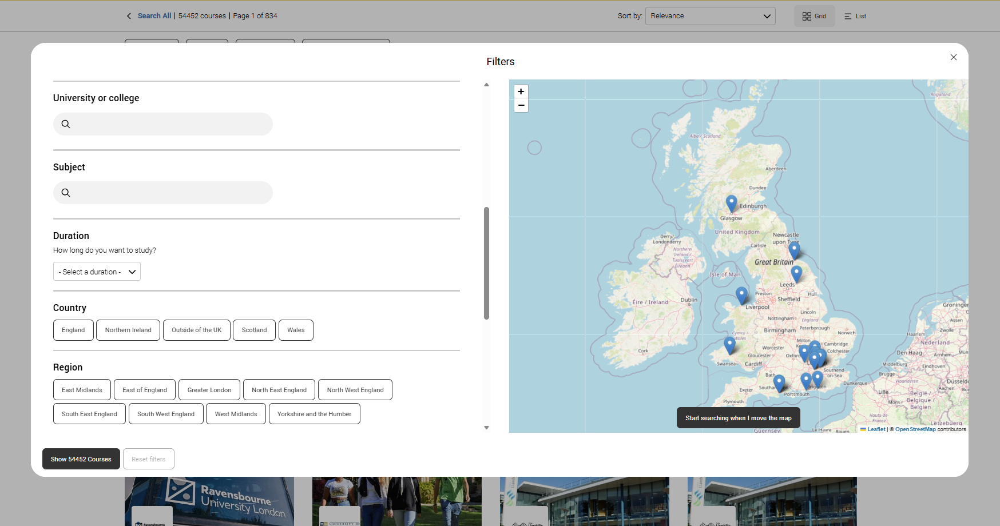 Search All | 54452 courses | Page 1 of 834
Sort by: Relevance
Grid
List
Filters
University or college
Subject
Duration
How long do you want to study?
- Select a duration -
Country
England
Northern Ireland
Outside of the UK
Scotland
Wales
Region
East Midlands
East of England
Greater London
North East England
North West England
South East England
South West England
West Midlands
Yorkshire and the Humber
Show 54452 Courses
Reset filters
+
−
Rogaland
Alba / Scotland
Aberdeen
Dundee
Edinburgh
Glasgow
United Kingdom
Newcastle
upon Tyne
Derry/
Londonderry
Carlisle
Northern
Ireland /
Tuaisceart
Éireann
Great Britain
Isle of Man
Leeds
Preston
Hull
Dublin
Éire / Ireland
Sheffield
Liverpool
Groningen
Lincoln
Nottingham
England
Assen
Cymru /
Wales
Birmingham
Peterborough
Norwich
Zwolle
Haarlem
Nederland
Milton
Cambridge
Worcester
Colchester
Cork
Gloucester
Oxford
Den Haag
Arnhem
Swansea
Cardiff
Middelburg
Eindhoven
Southend
-on-Sea
Bath
Brugge
Vlaanderen
Dunkerque
Exeter
Portsmouth
Lille
België /
Belgique /
Belgien
Aachen
Mons
Plymouth
Hauts-de-
France
Start searching when I move the map
Guernsey
Le Havre
Rouen
Letzebuerg
Leaflet | © OpenStreetMap contributors
Ravensbourne
University London
Ravensbourne
UNIVERSITY OF